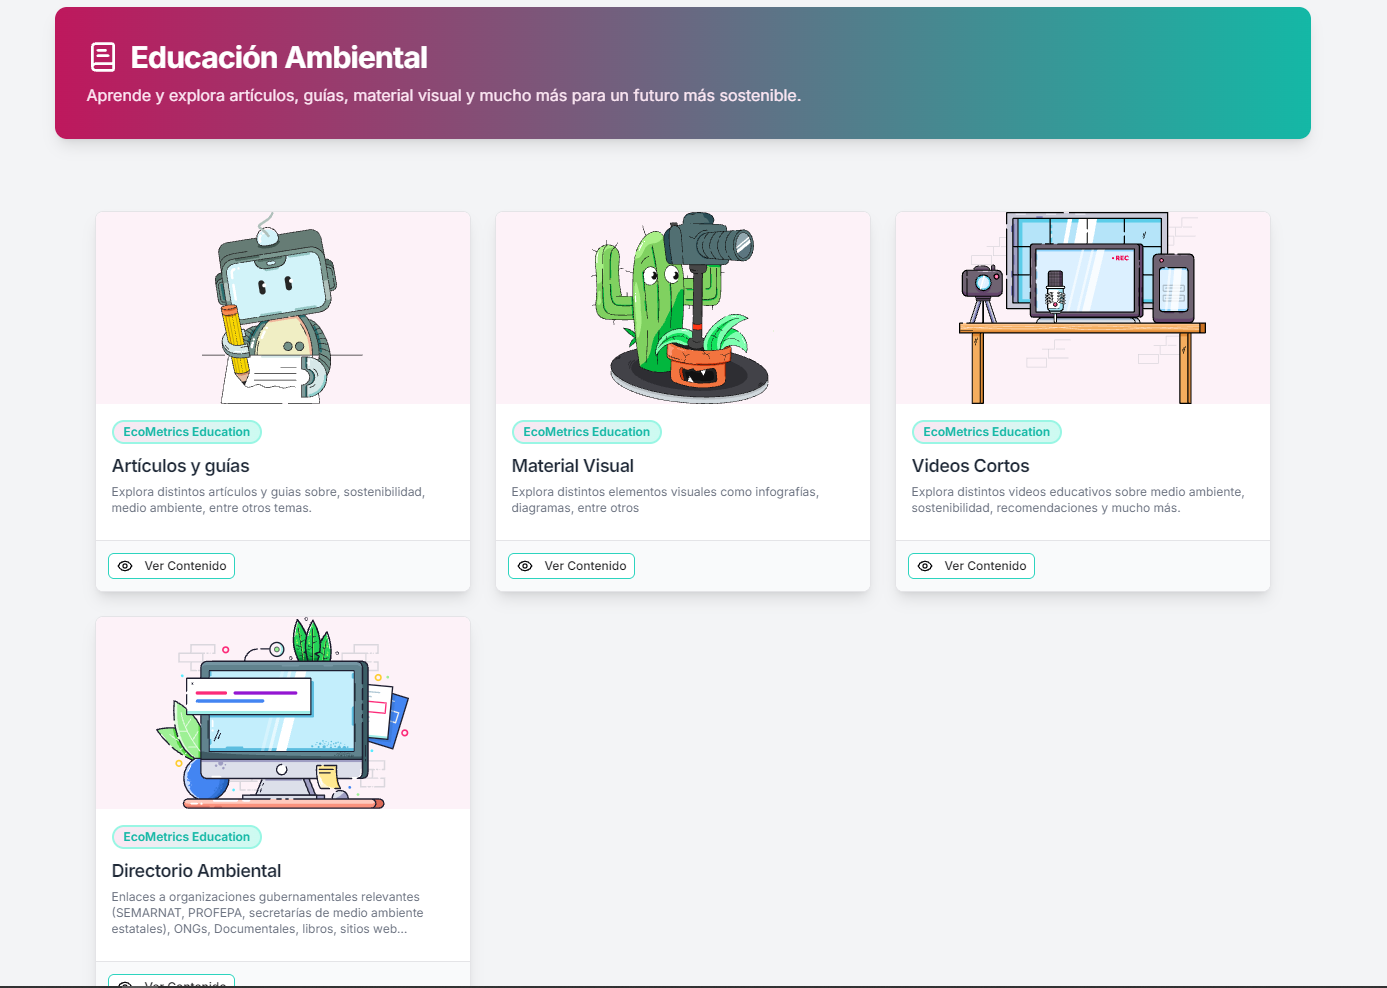 Educación Ambiental
Aprende y explora artículos, guías, material visual y mucho más para un futuro más sostenible.
EcoMetrics Education
Artículos y guías
Explora distintos artículos y guias sobre, sostenibilidad,
medio ambiente, entre otros temas.
Ver Contenido
REC
EcoMetrics Education
Material Visual
Explora distintos elementos visuales como infografías,
diagramas, entre otros
Ver Contenido
EcoMetrics Education
Videos Cortos
Explora distintos videos educativos sobre medio ambiente,
sostenibilidad, recomendaciones y mucho más.
Ver Contenido
EcoMetrics Education
Directorio Ambiental
Enlaces a organizaciones gubernamentales relevantes
(SEMARNAT, PROFEPA, secretarías de medio ambiente
estatales), ONGs, Documentales, libros, sitios web...
Ver Contenido